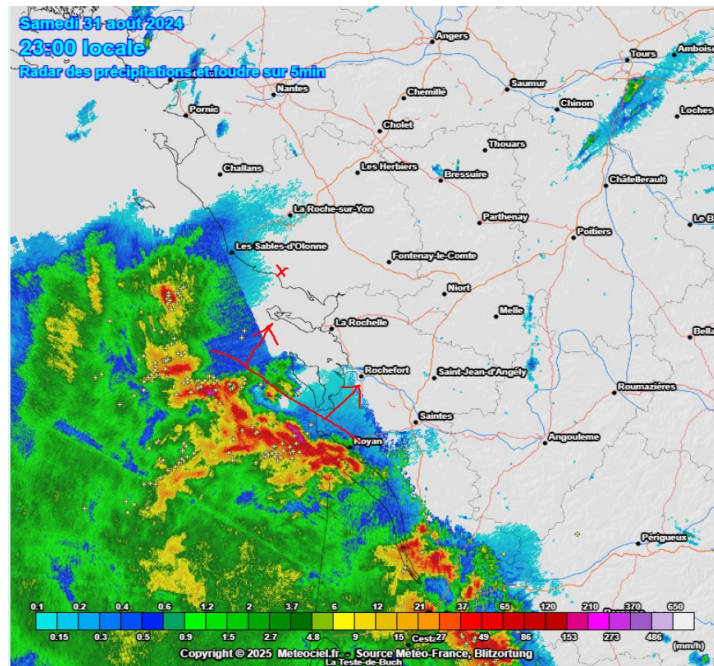 Samedi 31 août 2024
23:00 locale
Radar des précipitations et foudre sur 5min
Angers
Tours
Amboise
Nantes
Saumur
Chemillé
Pornic
Chinon
Loches
Cholet
Thouars
Challans
Les Herbiers
Bressuire
Châtellerault
La Roche-sur-Yon
Parthenay
Le B
Les Sables-d'Olonne
Poitiers
Fontenay-le-Comte
Niort
Melle
La Rochelle
Bella
Rochefort
Saint-Jean-d'Angély
Roumazières
Saintes
Royan
Angouleme
Périgueux
0.1 0.2 0.4 0.6 1.2 2 3.7 6 12 21 37 65 120 210 370 650 (mm/h)
0.15 0.3 0.5 0.9 1.5 2.7 4.8 9 15 27 49 86 153 273 486
Cest
Copyright © 2025 Meteociel.fr - Source Météo-France, Blitzortung
La Teste-de-Buch